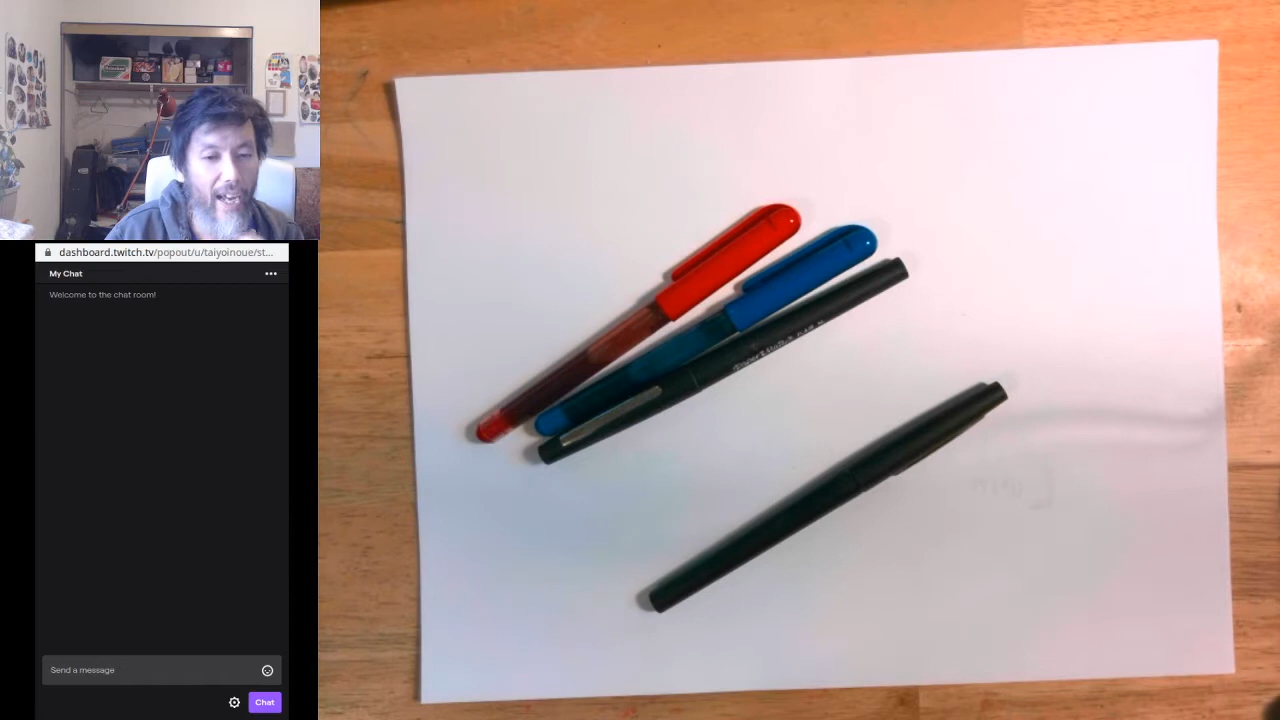 dashboard.twitch.tv/popout/u/taiyoinoue/st...
My Chat
Welcome to the chat room!
Send a message
Chat